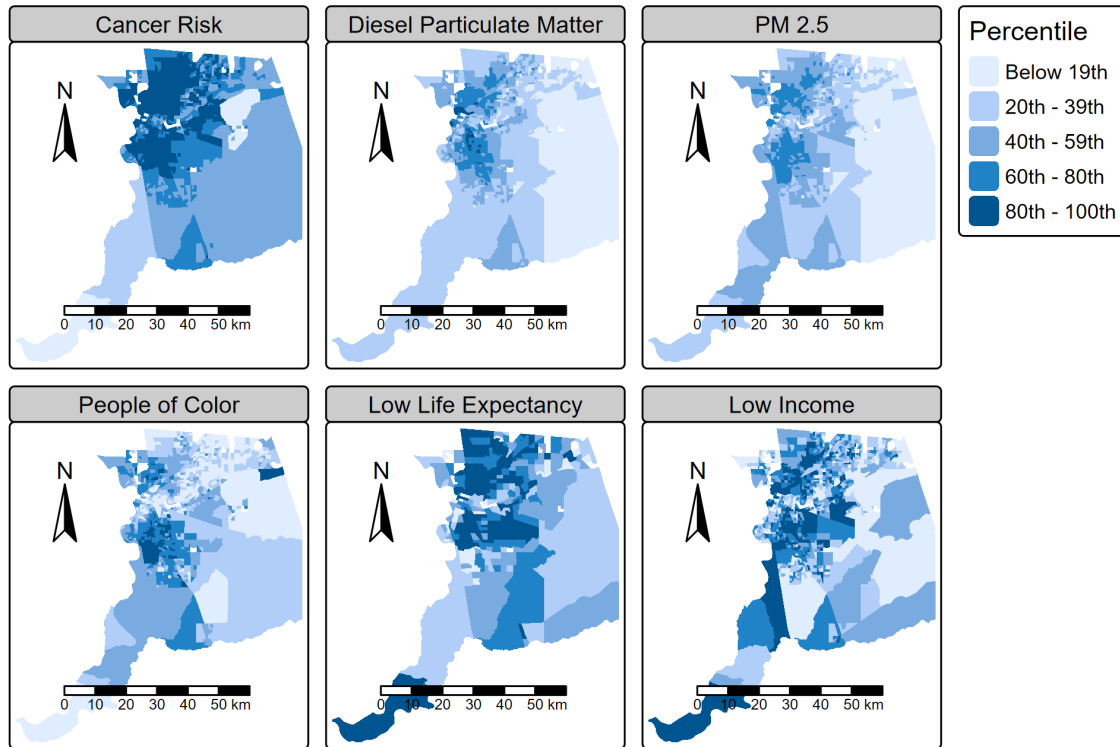 Cancer Risk
Diesel Particulate Matter
PM 2.5
Percentile
Below 19th
20th - 39th
40th - 59th
60th - 80th
80th - 100th
N
N
N
0 10 20 30 40 50 km
0 10 20 30 40 50 km
0 10 20 30 40 50 km
People of Color
Low Life Expectancy
Low Income
N
N
N
0 10 20 30 40 50 km
0 10 20 30 40 50 km
0 10 20 30 40 50 km